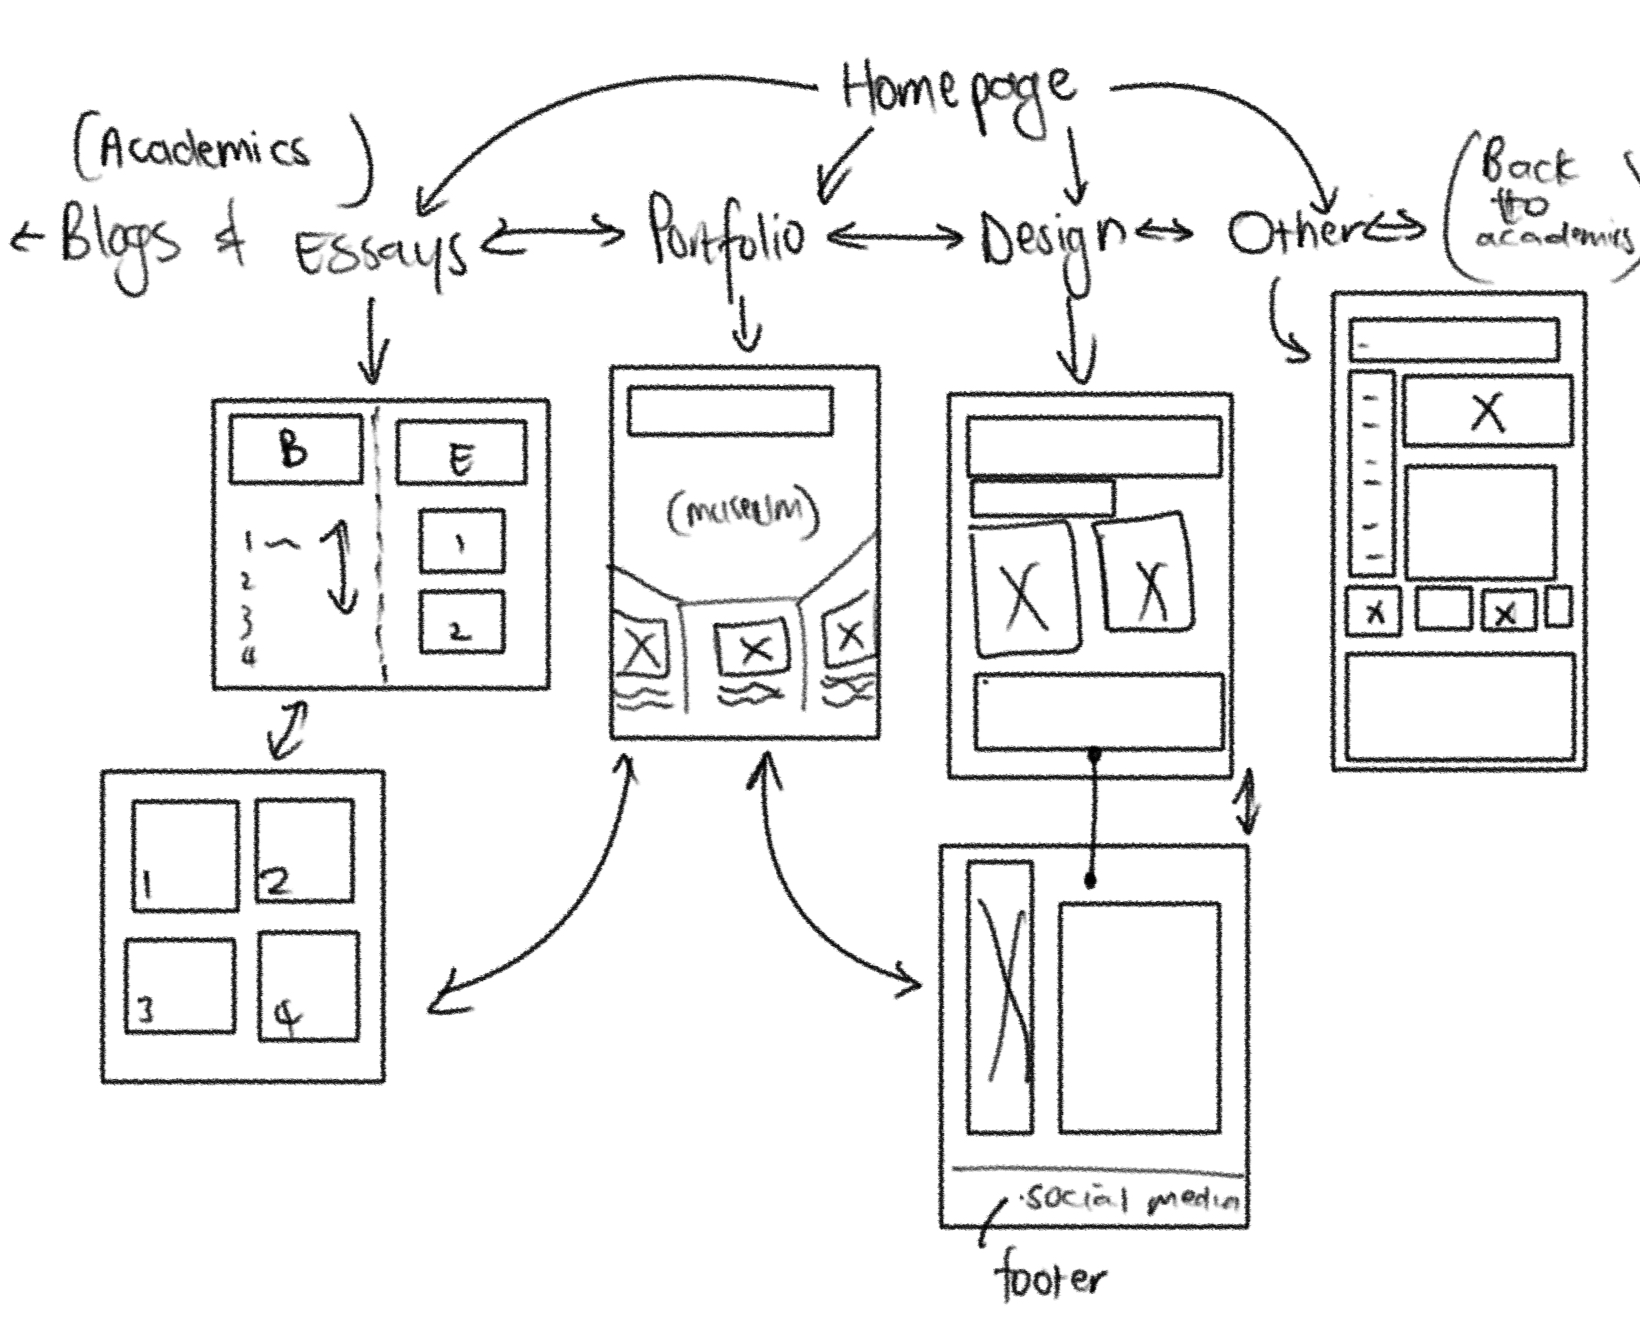 Homepage
(Academics)
Blogs & Essays
Portfolio
Design
Other
(Back
to
academics)
B
E
1
2
3
4
1
2
(museum)
X
X
X
X
X
X
X
X
1
2
3
4
X
· social media
footer